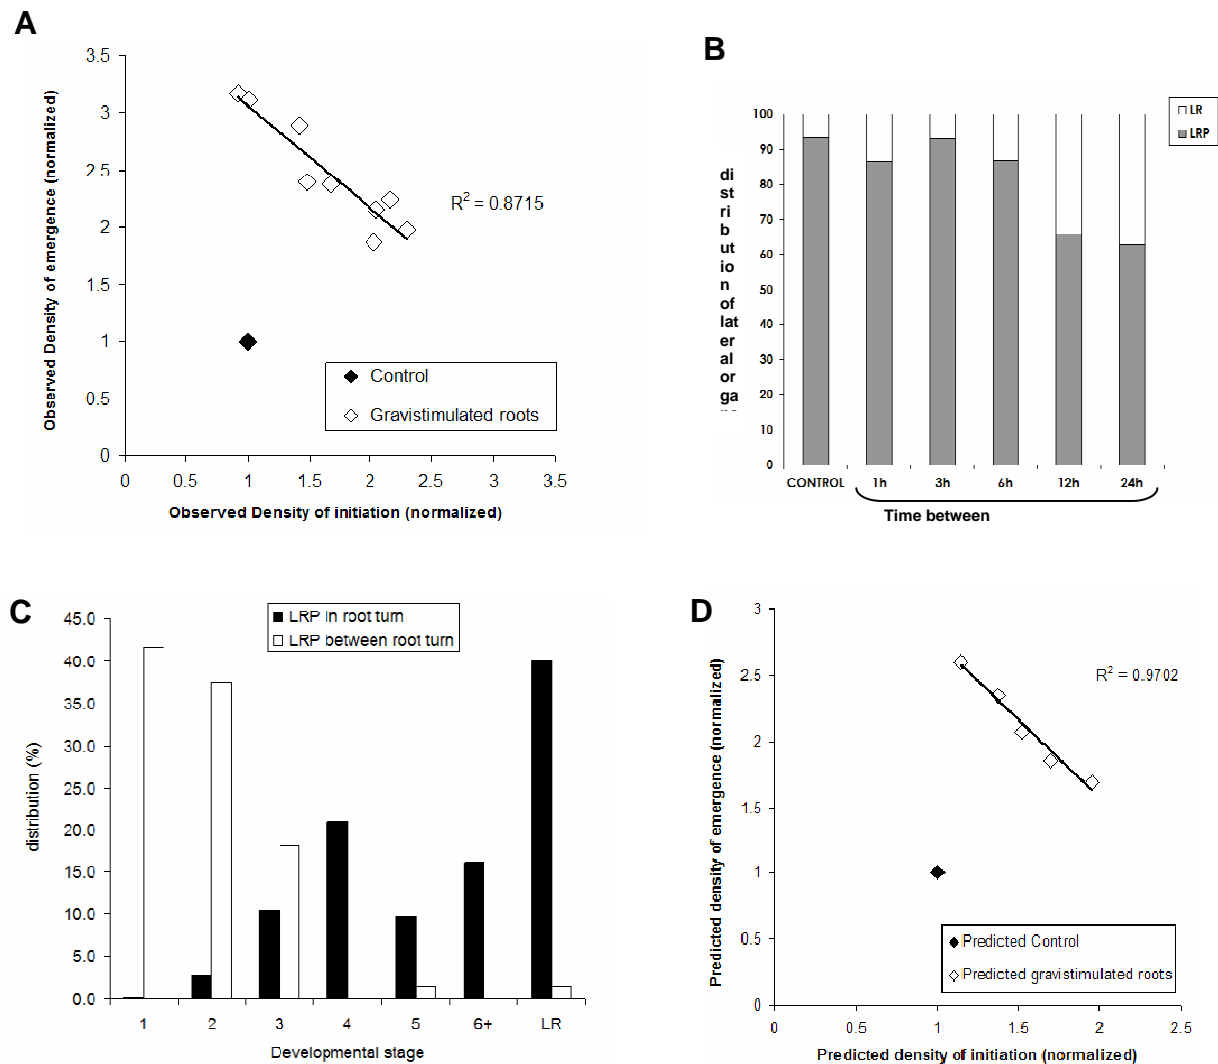 A
3.5
3
2.5
2
1.5
1
0.5
0
0 0.5 1 1.5 2 2.5 3 3.5
Observed Density of emergence (normalized)
Observed Density of initiation (normalized)
R² = 0.8715
Control
Gravistimulated roots
B
LR
LRP
100
90
80
70
60
50
40
30
20
10
0
di
st
ri
b
ut
io
n
of
lat
er
al
or
ga
CONTROL 1h 3h 6h 12h 24h
Time between
C
LRP in root turn
LRP between root turn
45.0
40.0
35.0
30.0
25.0
20.0
15.0
10.0
5.0
0.0
distribution (%)
1 2 3 4 5 6+ LR
Developmental stage
D
3
2.5
2
1.5
1
0.5
0
0 0.5 1 1.5 2 2.5
Predicted density of emergence (normalized)
R² = 0.9702
Predicted Control
Predicted gravistimulated roots
Predicted density of initiation (normalized)